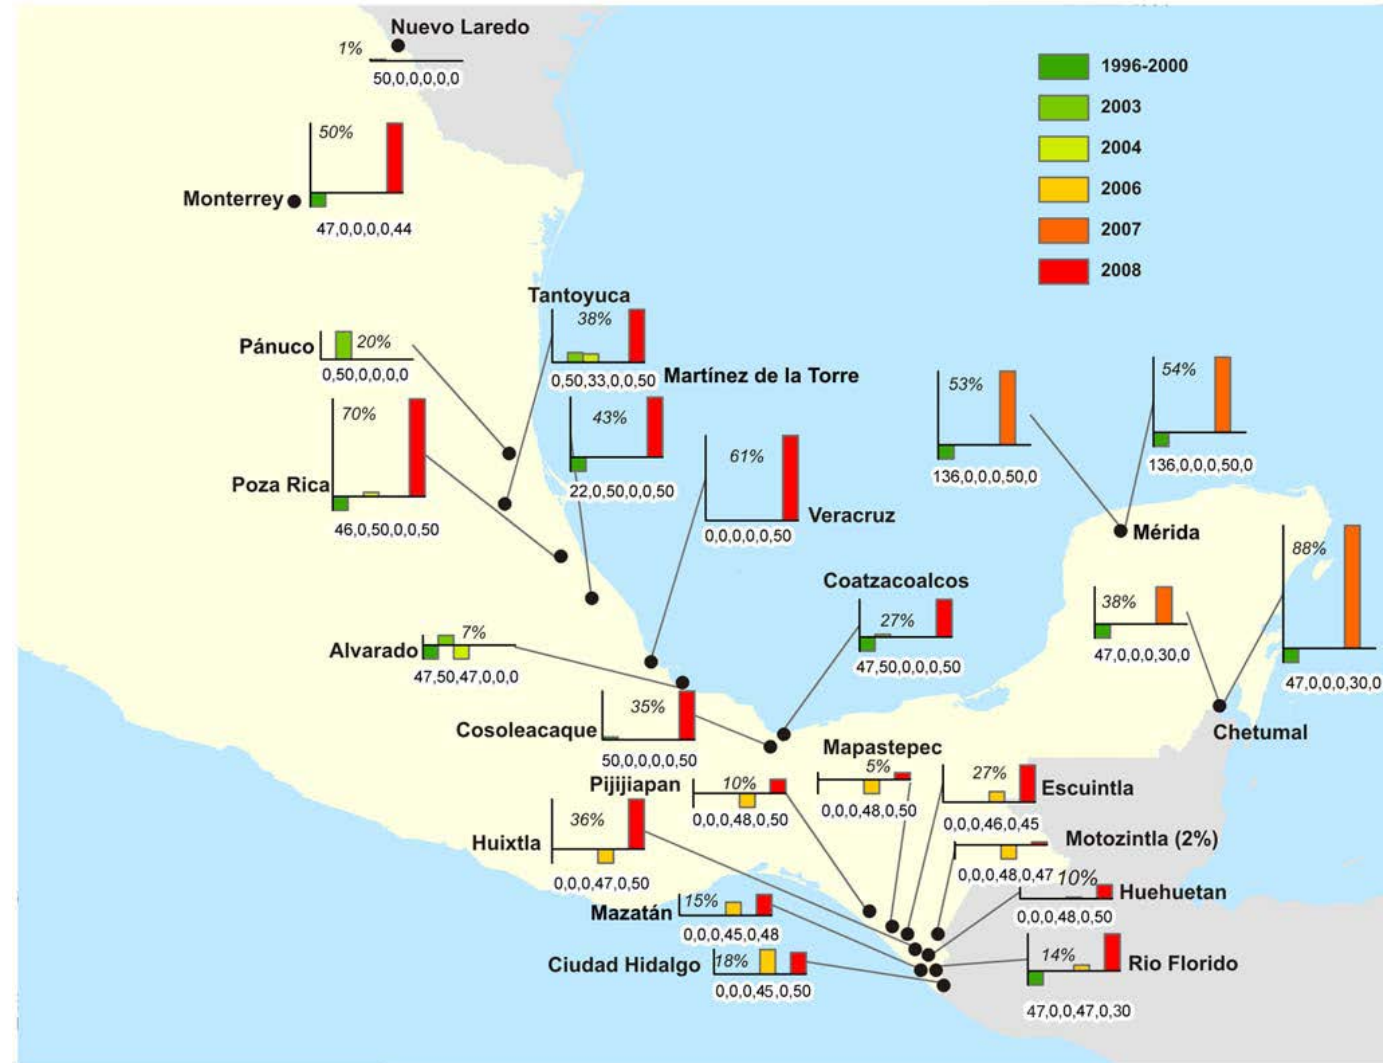 Nuevo Laredo
1%
50,0,0,0,0,0
1996-2000
2003
2004
2006
2007
2008
50%
Monterrey
47,0,0,0,0,44
Tantoyuca
38%
0,50,33,0,0,50
Pánuco
20%
0,50,0,0,0,0
Martínez de la Torre
43%
22,0,50,0,0,50
70%
Poza Rica
46,0,50,0,0,50
61%
Veracruz
0,0,0,0,0,50
53%
136,0,0,0,50,0
54%
136,0,0,0,50,0
Mérida
88%
47,0,0,0,30,0
38%
47,0,0,0,30,0
Chetumal
Coatzacoalcos
27%
47,50,0,0,0,50
Alvarado
7%
47,50,47,0,0,0
35%
Cosoleacaque
50,0,0,0,0,50
Mapastepec
5%
0,0,0,48,0,50
Pijijiapan
10%
0,0,0,48,0,50
27%
Escuintla
0,0,0,46,0,45
36%
Huixtla
0,0,0,47,0,50
Motozintla (2%)
0,0,0,48,0,47
10%
Huehuetan
0,0,0,48,0,50
15%
Mazatán
0,0,0,45,0,48
18%
Ciudad Hidalgo
0,0,0,45,0,50
14%
Rio Florido
47,0,0,47,0,30